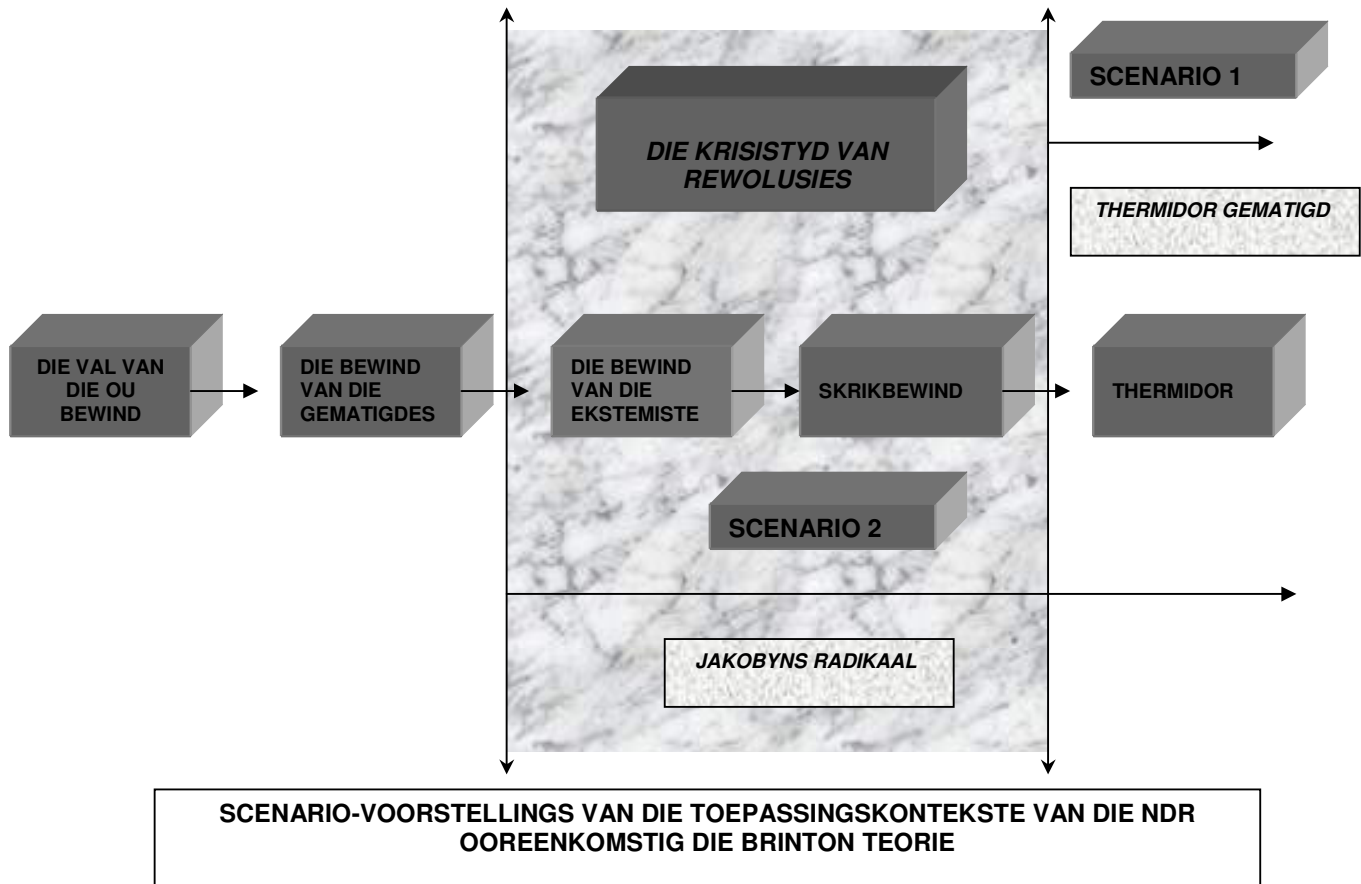 SCENARIO 1
DIE KRISISTYD VAN
REWOLUSIES
THERMIDOR GEMATIGD
DIE VAL VAN
DIE OU
BEWIND
DIE BEWIND
VAN DIE
GEMATIGDES
DIE BEWIND
VAN DIE
EKSTEMISTE
SKRIKBEWIND
THERMIDOR
SCENARIO 2
JAKOBYNS RADIKAAL
SCENARIO-VOORSTELLINGS VAN DIE TOEPASSINGSKONTEKSTE VAN DIE NDR
OOREENKOMSTIG DIE BRINTON TEORIE